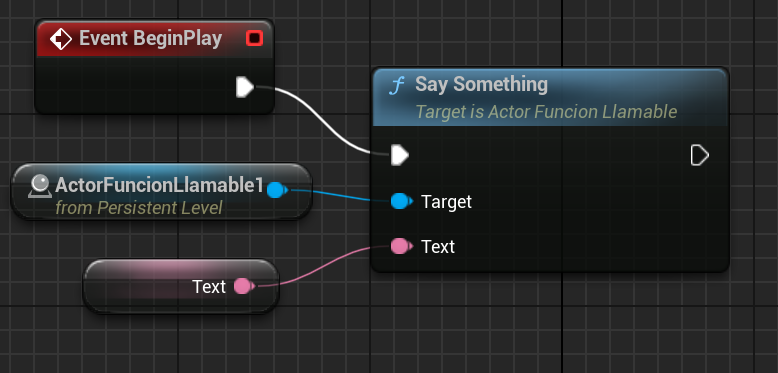 Event BeginPlay
Say Something
Target is Actor Funcion Llamable
ActorFuncionLlamable1
from Persistent Level
Target
Text
Text